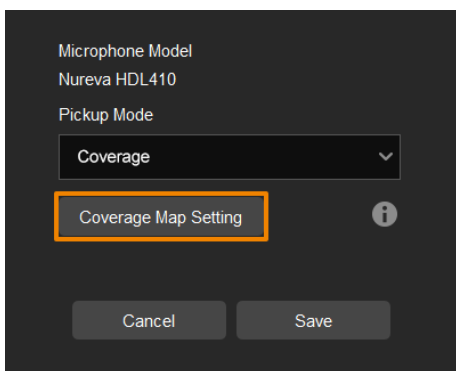 Microphone Model
Nureva HDL410
Pickup Mode
Coverage
Coverage Map Setting
Cancel Save